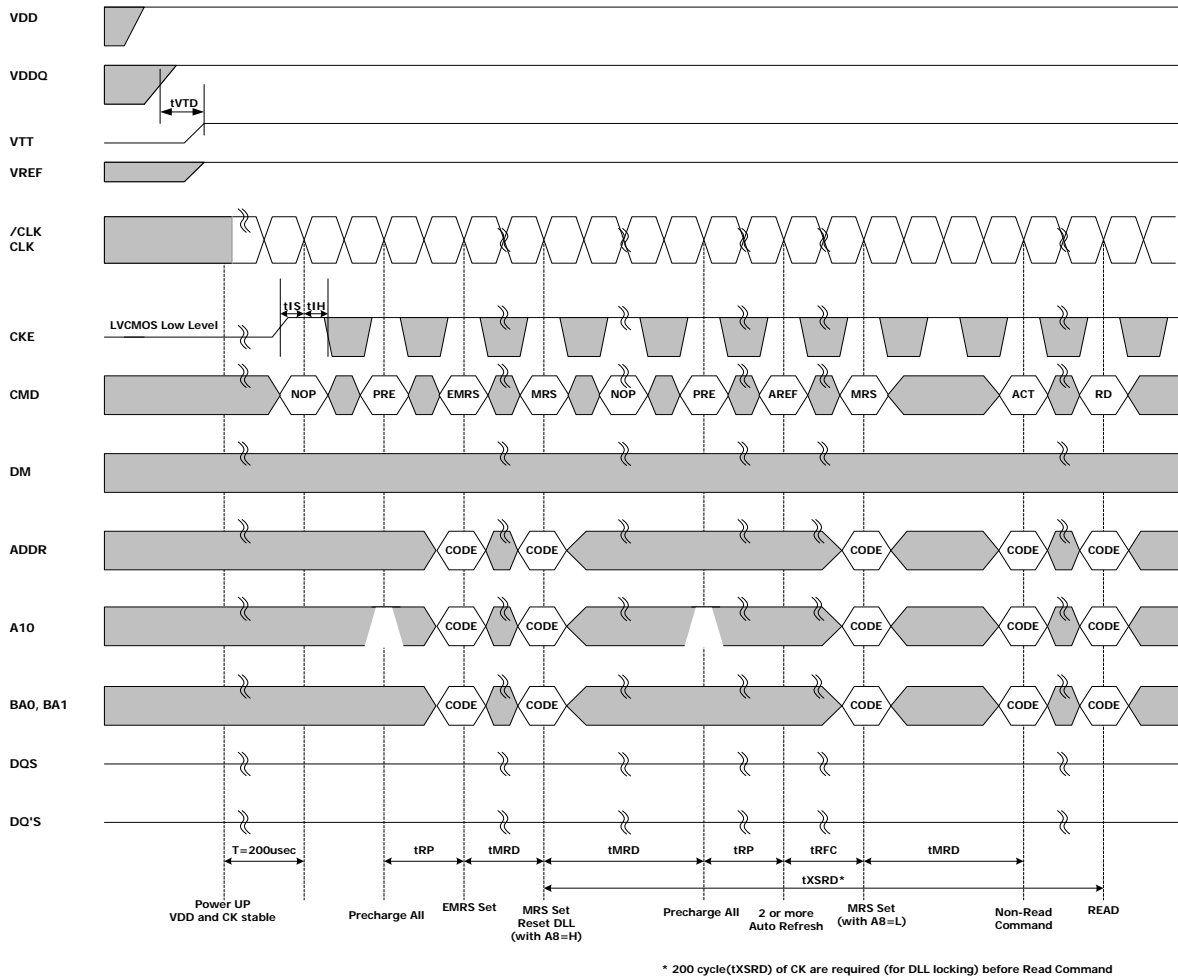 VDD
VDDQ
tVTD
VTT
VREF
/CLK
CLK
tIS tIH
CKE
LVCMOS Low Level
CMD
NOP PRE EMRS MRS NOP PRE AREF MRS ACT RD
DM
ADDR
CODE CODE CODE CODE CODE
A10
CODE CODE CODE CODE CODE
BA0, BA1
CODE CODE CODE CODE CODE
DQS
DQ'S
T=200usec tRP tMRD tMRD tRP tRFC tMRD
tXSRD*
Power UP
VDD and CK stable
Precharge All
EMRS Set
MRS Set
Reset DLL
(with A8=H)
Precharge All
2 or more
Auto Refresh
MRS Set
(with A8=L)
Non-Read
Command
READ
* 200 cycle(tXSRD) of CK are required (for DLL locking) before Read Command